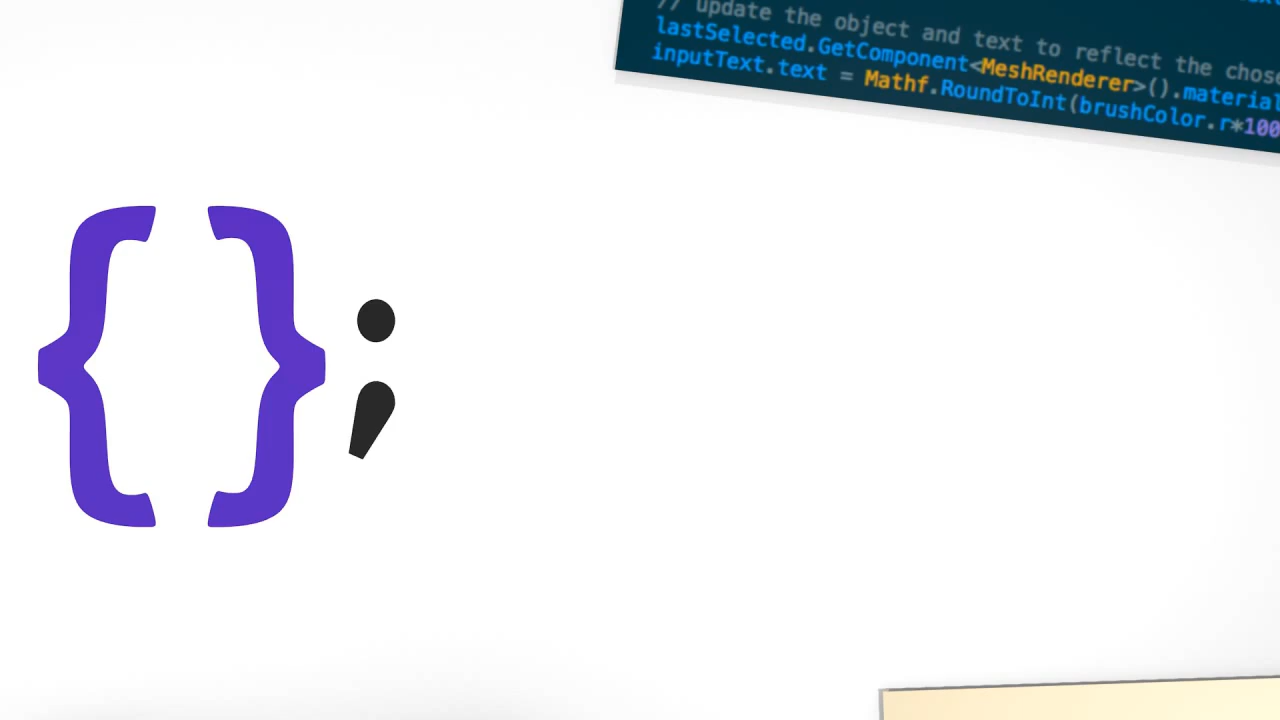 // update the object and text to reflect the chose
lastSelected.GetComponent<MeshRenderer>().material
inputText.text = Mathf.RoundToInt(brushColor.r*100
{};